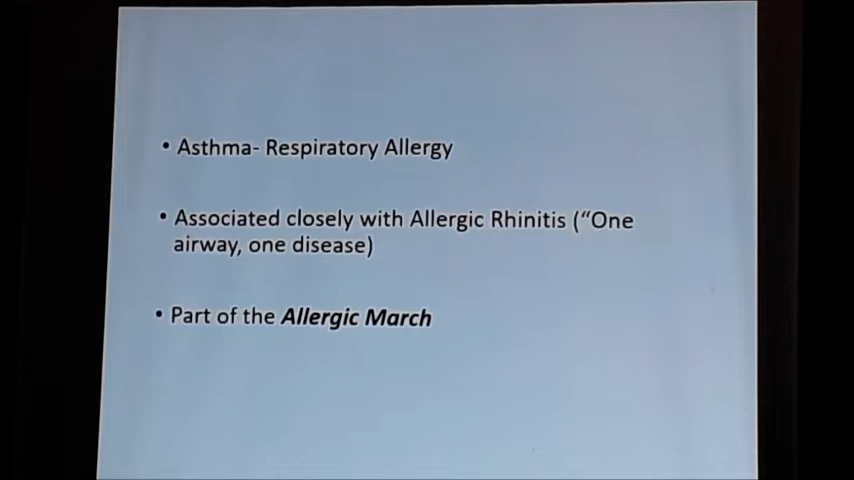 • Asthma- Respiratory Allergy
• Associated closely with Allergic Rhinitis (“One
airway, one disease)
• Part of the Allergic March